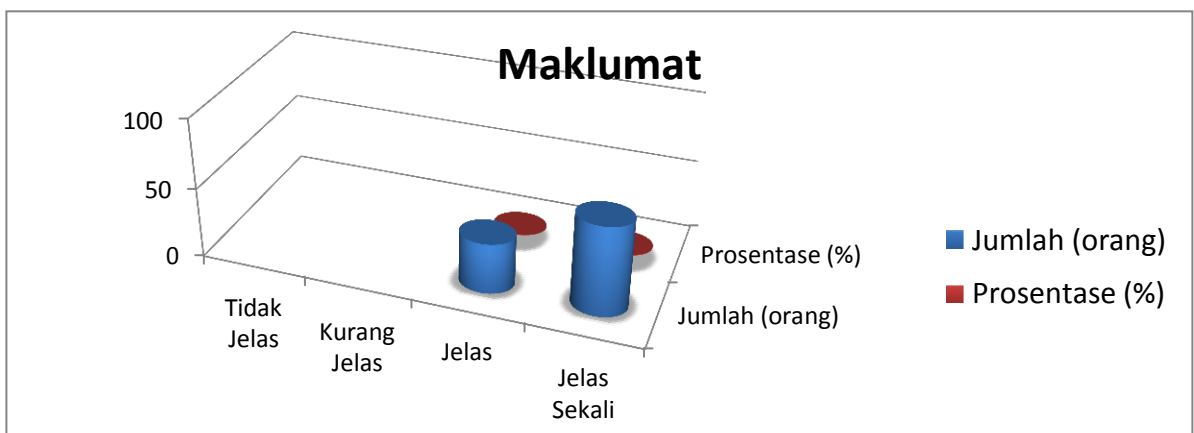 Maklumat
100
50
0
Tidak
Jelas
Kurang
Jelas
Jelas
Jelas
Sekali
Prosentase (%)
Jumlah (orang)
Jumlah (orang)
Prosentase (%)